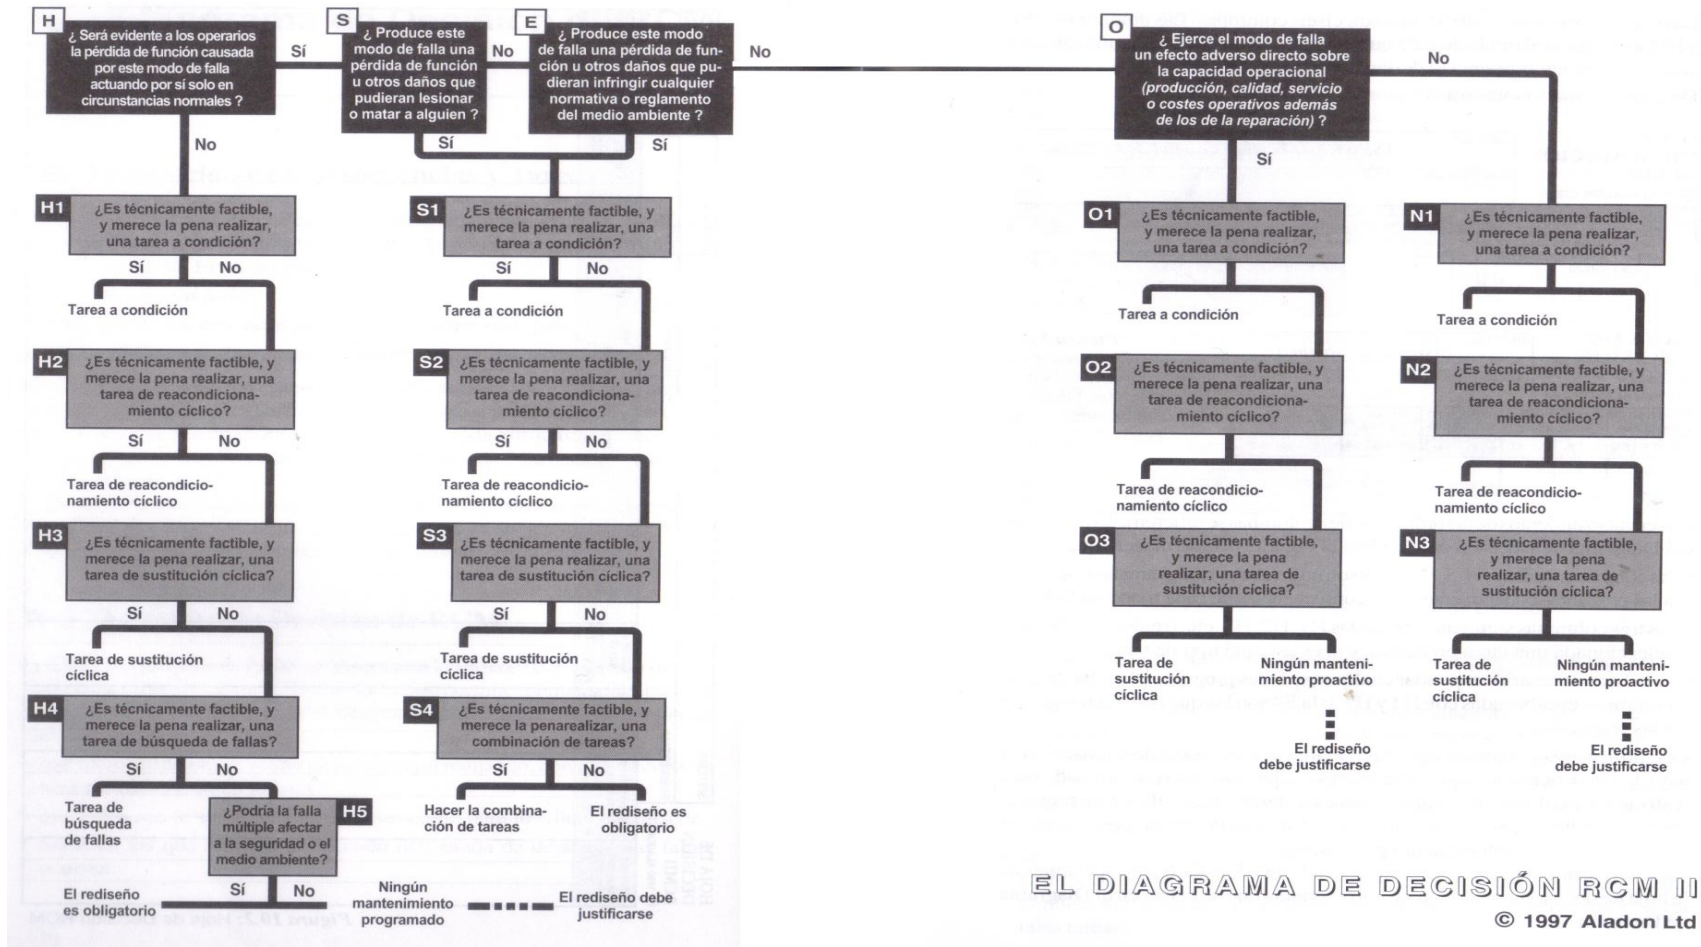 H
¿ Será evidente a los operarios
la pérdida de función causada
por este modo de falla
actuando por sí solo en
circunstancias normales ?
Sí
No
S
¿ Produce este
modo de falla una
pérdida de función
u otros daños que
pudieran lesionar
o matar a alguien ?
No
Sí
E
¿ Produce este modo
de falla una pérdida de fun-
ción u otros daños que pu-
dieran infringir cualquier
normativa o reglamento
del medio ambiente ?
No
Sí
O
¿ Ejerce el modo de falla
un efecto adverso directo sobre
la capacidad operacional
(producción, calidad, servicio
o costes operativos además
de los de la reparación) ?
No
Sí
H1
¿Es técnicamente factible,
y merece la pena realizar,
una tarea a condición?
Sí No
Tarea a condición
H2
¿Es técnicamente factible, y
merece la pena realizar, una
tarea de reacondiciona-
miento cíclico?
Sí No
Tarea de reacondicio-
namiento cíclico
H3
¿Es técnicamente factible, y
merece la pena realizar, una
tarea de sustitución cíclica?
Sí No
Tarea de sustitución
cíclica
H4
¿Es técnicamente factible, y
merece la pena realizar, una
tarea de búsqueda de fallas?
Sí No
Tarea de
búsqueda
de fallas
H5
¿Podría la falla
múltiple afectar
a la seguridad o el
medio ambiente?
Sí No
El rediseño
es obligatorio
Ningún
mantenimiento
programado
El rediseño debe
justificarse
S1
¿Es técnicamente factible, y
merece la pena realizar, una
tarea a condición?
Sí No
Tarea a condición
S2
¿Es técnicamente factible, y
merece la pena realizar, una
tarea de reacondiciona-
miento cíclico?
Sí No
Tarea de reacondicio-
namiento cíclico
S3
¿Es técnicamente factible, y
merece la pena realizar, una
tarea de sustitución cíclica?
Sí No
Tarea de sustitución
cíclica
S4
¿Es técnicamente factible, y
merece la penarealizar, una
combinación de tareas?
Sí No
Hacer la combina-
ción de tareas
El rediseño es
obligatorio
O1
¿Es técnicamente factible,
y merece la pena realizar,
una tarea a condición?
Sí No
Tarea a condición
O2
¿Es técnicamente factible, y
merece la pena realizar, una
tarea de reacondiciona-
miento cíclico?
Sí No
Tarea de reacondicio-
namiento cíclico
O3
¿Es técnicamente factible,
y merece la pena
realizar, una tarea de
sustitución cíclica?
Sí No
Tarea de
sustitución
cíclica
Ningún manteni-
miento proactivo
El rediseño
debe justificarse
N1
¿Es técnicamente factible,
y merece la pena realizar,
una tarea a condición?
Sí No
Tarea a condición
N2
¿Es técnicamente factible, y
merece la pena realizar, una
tarea de reacondiciona-
miento cíclico?
Sí No
Tarea de reacondicio-
namiento cíclico
N3
¿Es técnicamente factible,
y merece la pena
realizar, una tarea de
sustitución cíclica?
Sí No
Tarea de
sustitución
cíclica
Ningún manteni-
miento proactivo
El rediseño
debe justificarse
EL DIAGRAMA DE DECISIÓN RCM II
© 1997 Aladon Ltd